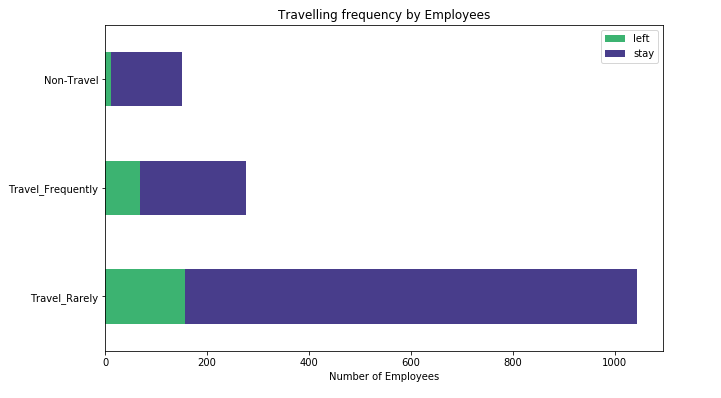 Travelling frequency by Employees
left
stay
Non-Travel
Travel_Frequently
Travel_Rarely
0 200 400 600 800 1000
Number of Employees